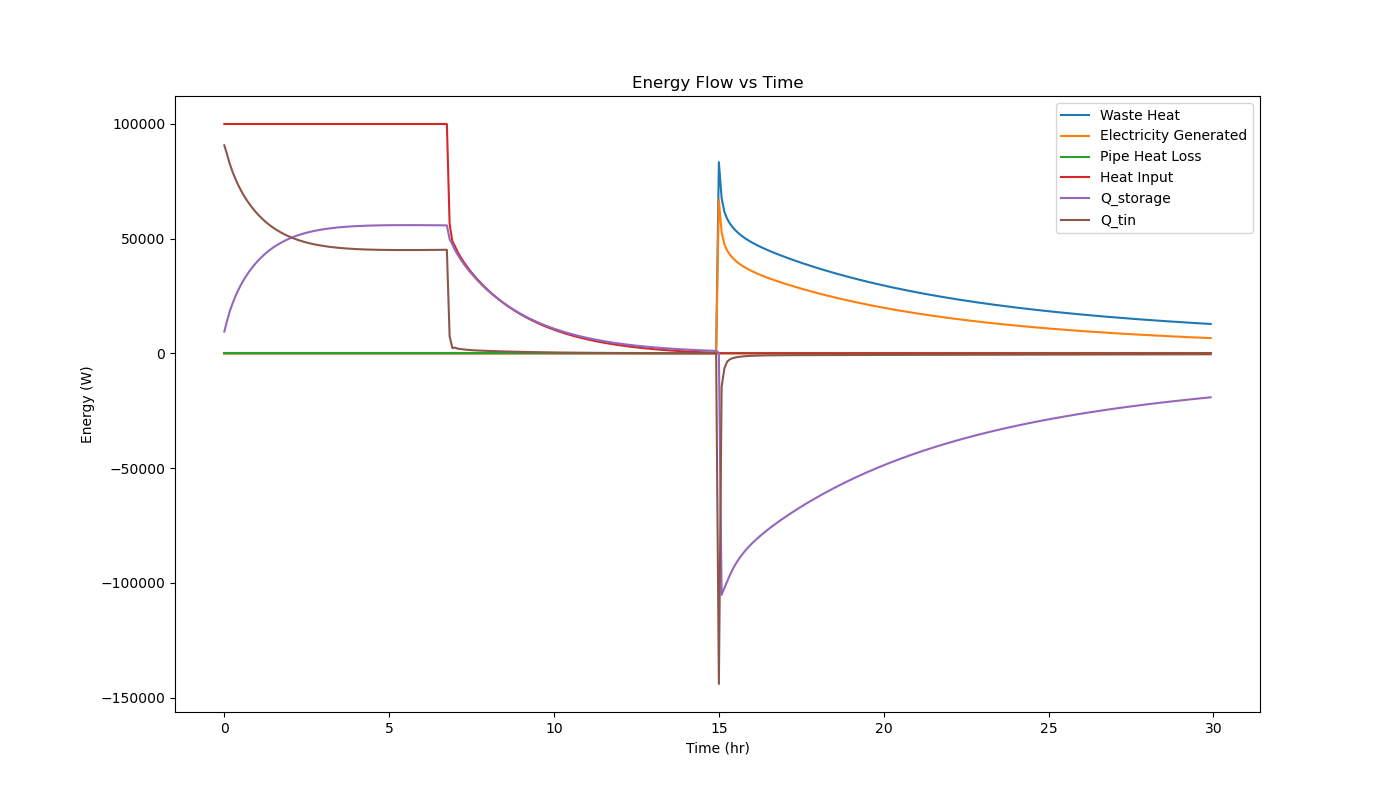 Energy Flow vs Time
Waste Heat
Electricity Generated
Pipe Heat Loss
Heat Input
Q_storage
Q_tin
100000
50000
0
−50000
−100000
−150000
Energy (W)
0 5 10 15 20 25 30
Time (hr)